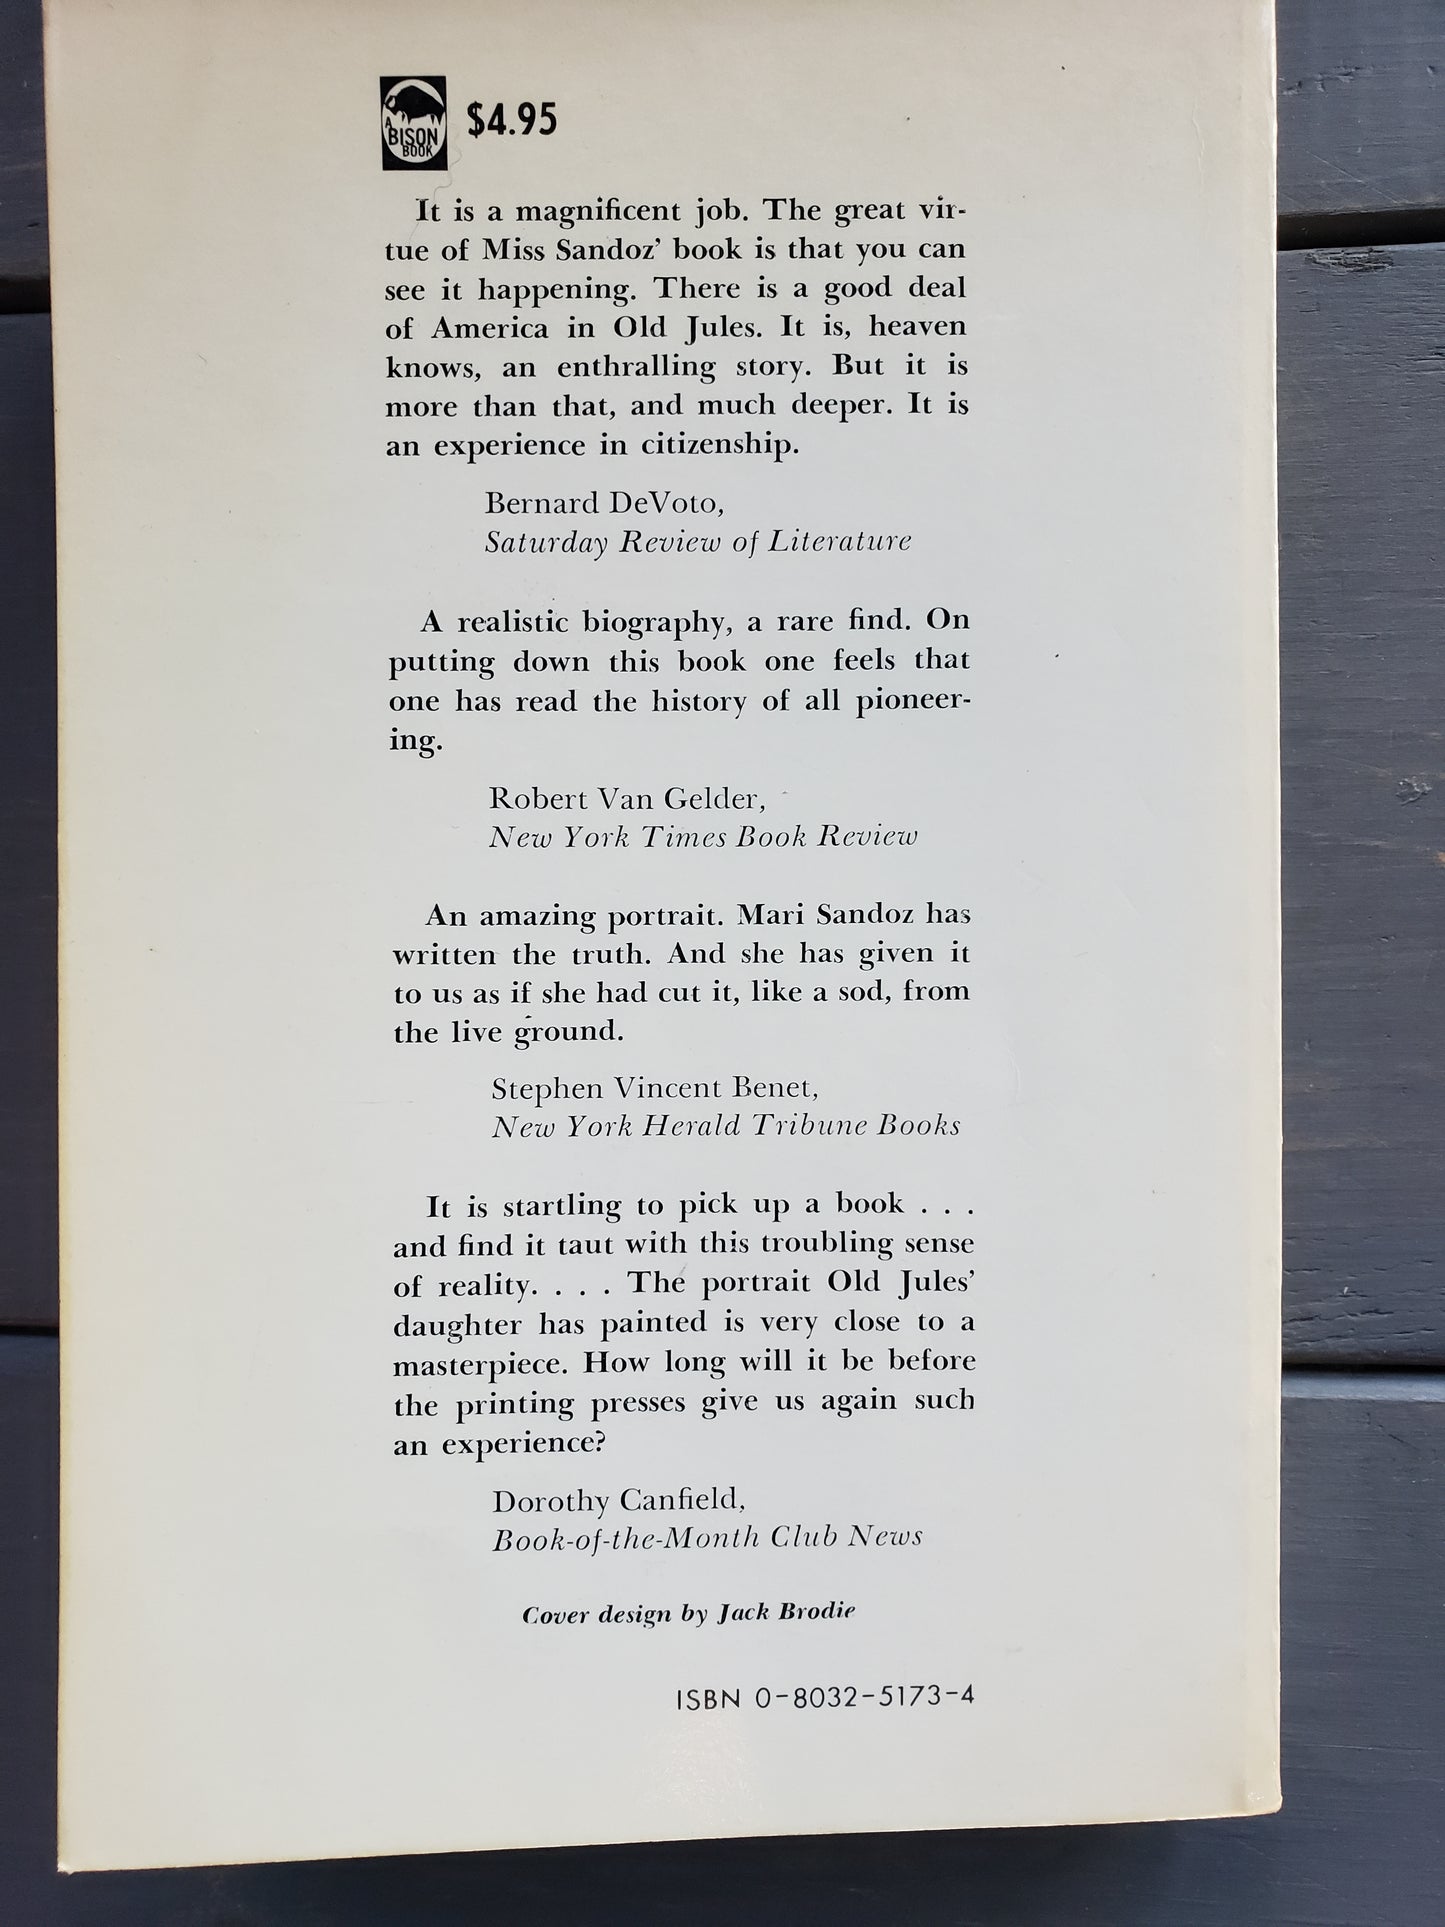 A
BISON
BOOK
$4.95
It is a magnificent job. The great vir-
tue of Miss Sandoz’ book is that you can
see it happening. There is a good deal
of America in Old Jules. It is, heaven
knows, an enthralling story. But it is
more than that, and much deeper. It is
an experience in citizenship.
Bernard DeVoto,
Saturday Review of Literature
A realistic biography, a rare find. On
putting down this book one feels that
one has read the history of all pioneer-
ing.
Robert Van Gelder,
New York Times Book Review
An amazing portrait. Mari Sandoz has
written the truth. And she has given it
to us as if she had cut it, like a sod, from
the live ground.
Stephen Vincent Benet,
New York Herald Tribune Books
It is startling to pick up a book . . .
and find it taut with this troubling sense
of reality. . . . The portrait Old Jules’
daughter has painted is very close to a
masterpiece. How long will it be before
the printing presses give us again such
an experience?
Dorothy Canfield,
Book-of-the-Month Club News
Cover design by Jack Brodie
ISBN 0-8032-5173-4